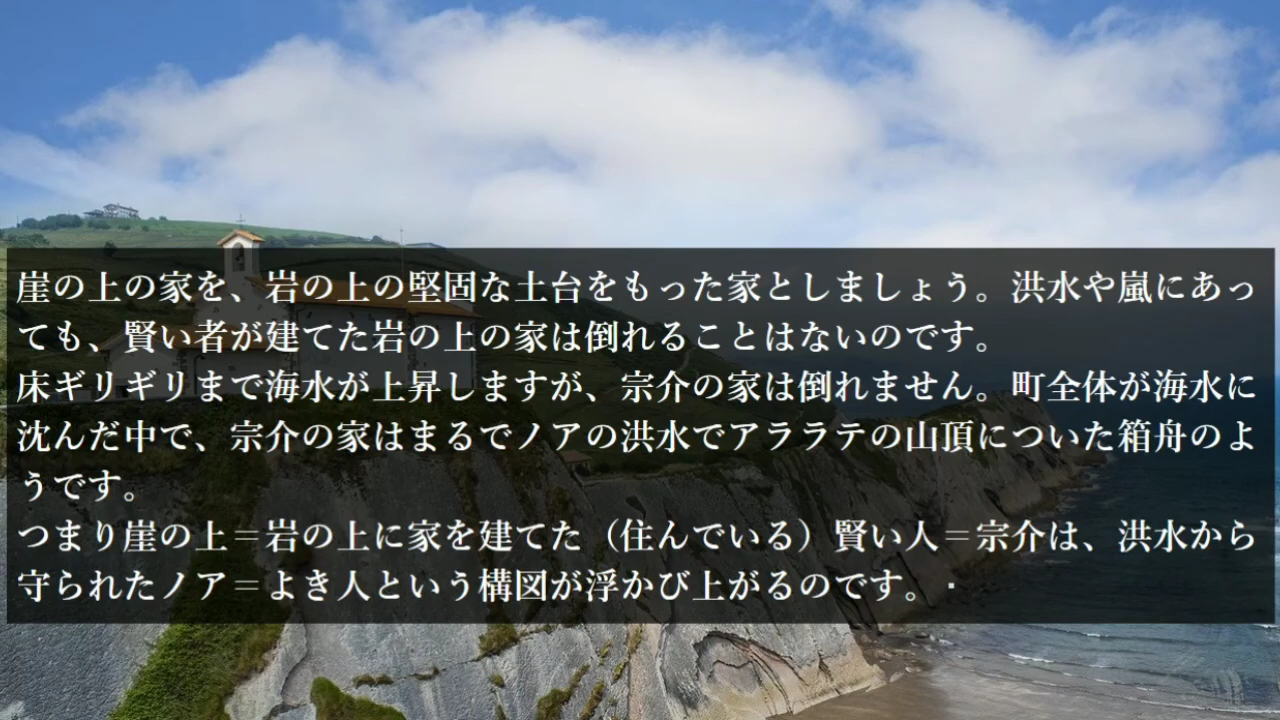 崖の上の家を、岩の上の堅固な土台をもった家としましょう。洪水や嵐にあっ
ても、賢い者が建てた岩の上の家は倒れることはないのです。
床ギリギリまで海水が上昇しますが、宗介の家は倒れません。町全体が海水に
沈んだ中で、宗介の家はまるでノアの洪水でアララテの山頂についた箱舟のよ
うです。
つまり崖の上＝岩の上に家を建てた（住んでいる）賢い人＝宗介は、洪水から
守られたノア＝よき人という構図が浮かび上がるのです。・